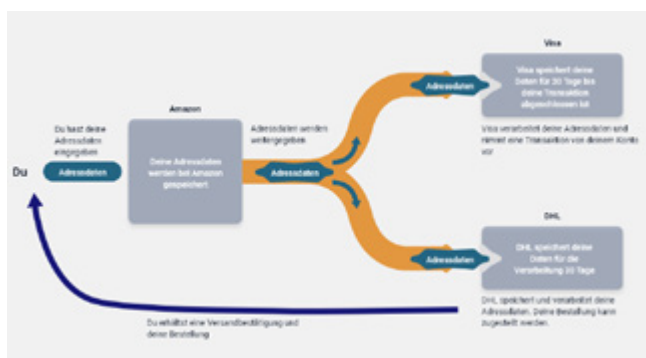 Visa
Visa speichert deine
Daten für 30 Tage bis
deine Transaktion
abgeschlossen ist
Adressdaten
Visa verarbeitet deine Adressdaten und
nimmt eine Transaktion von deinem Konto
vor
Amazon
Du hast deine
Adressdaten
eingegeben
Adressdaten werden
weitergegeben
Du
Adressdaten
Deine Adressdaten
werden bei Amazon
gespeichert
Adressdaten
DHL
DHL speichert deine
Daten für die
Verarbeitung 30 Tage
Adressdaten
DHL speichert und verarbeitet deine
Adressdaten. Deine Bestellung kann
zugestellt werden.
Du erhältst eine Versandbestätigung und
deine Bestellung